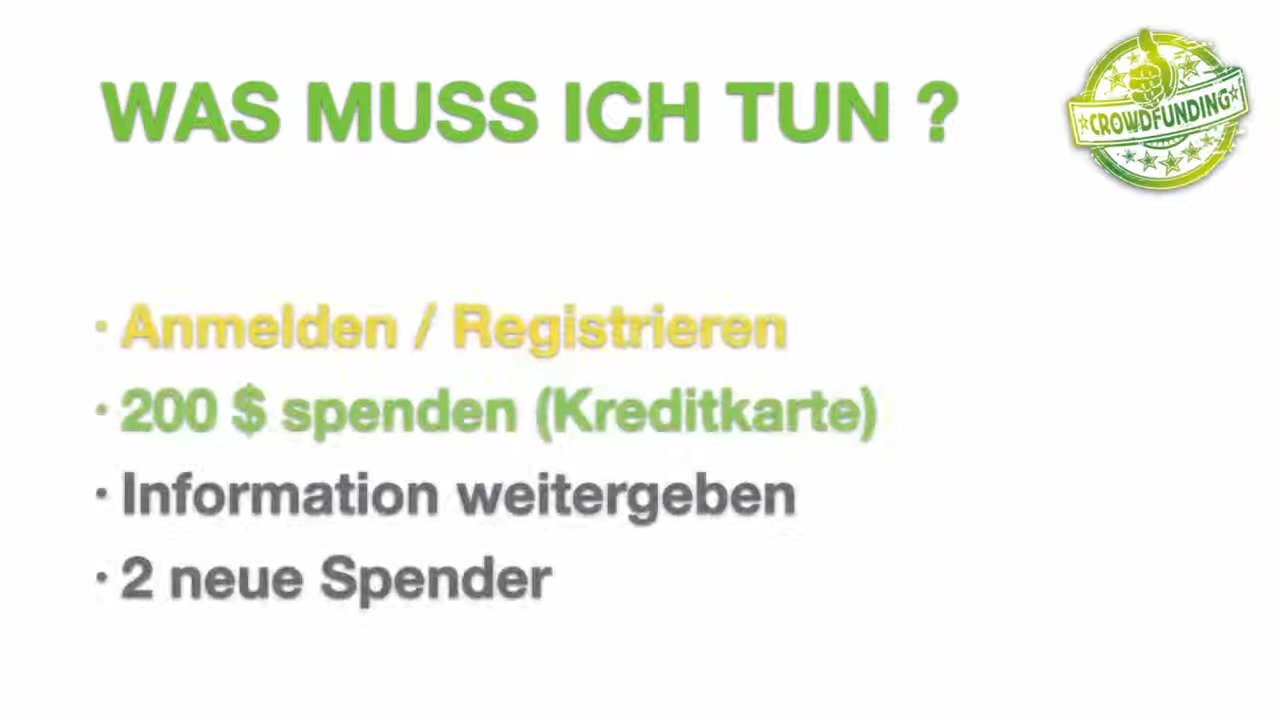 WAS MUSS ICH TUN ?
CROWDFUNDING
· Anmelden / Registrieren
· 200 $ spenden (Kreditkarte)
· Information weitergeben
· 2 neue Spender